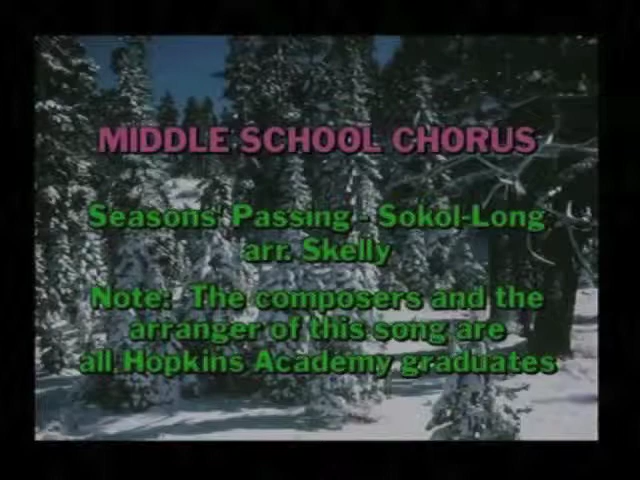 MIDDLE SCHOOL CHORUS
Seasons' Passing - Sokol-Long
arr. Skelly
Note: The composers and the
arranger of this song are
all Hopkins Academy graduates